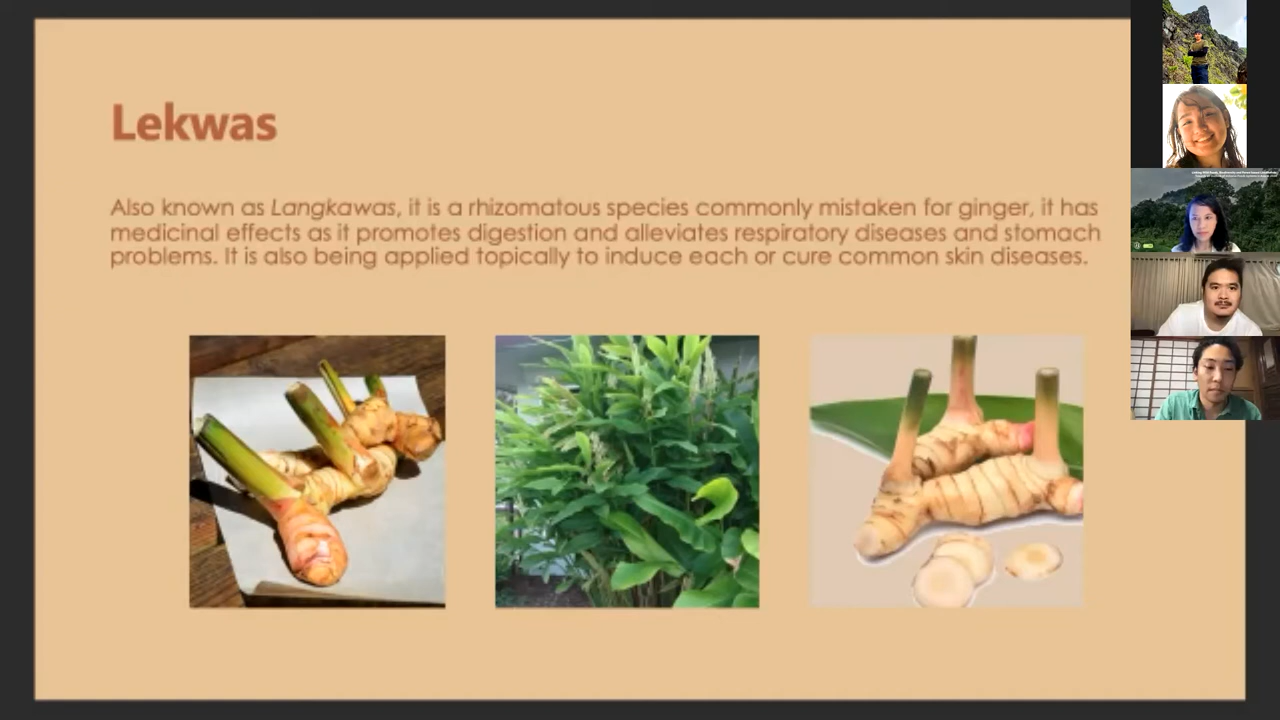 Lekwas
Also known as Langkawas, it is a rhizomatous species commonly mistaken for ginger, it has
medicinal effects as it promotes digestion and alleviates respiratory diseases and stomach
problems. It is also being applied topically to induce each or cure common skin diseases.